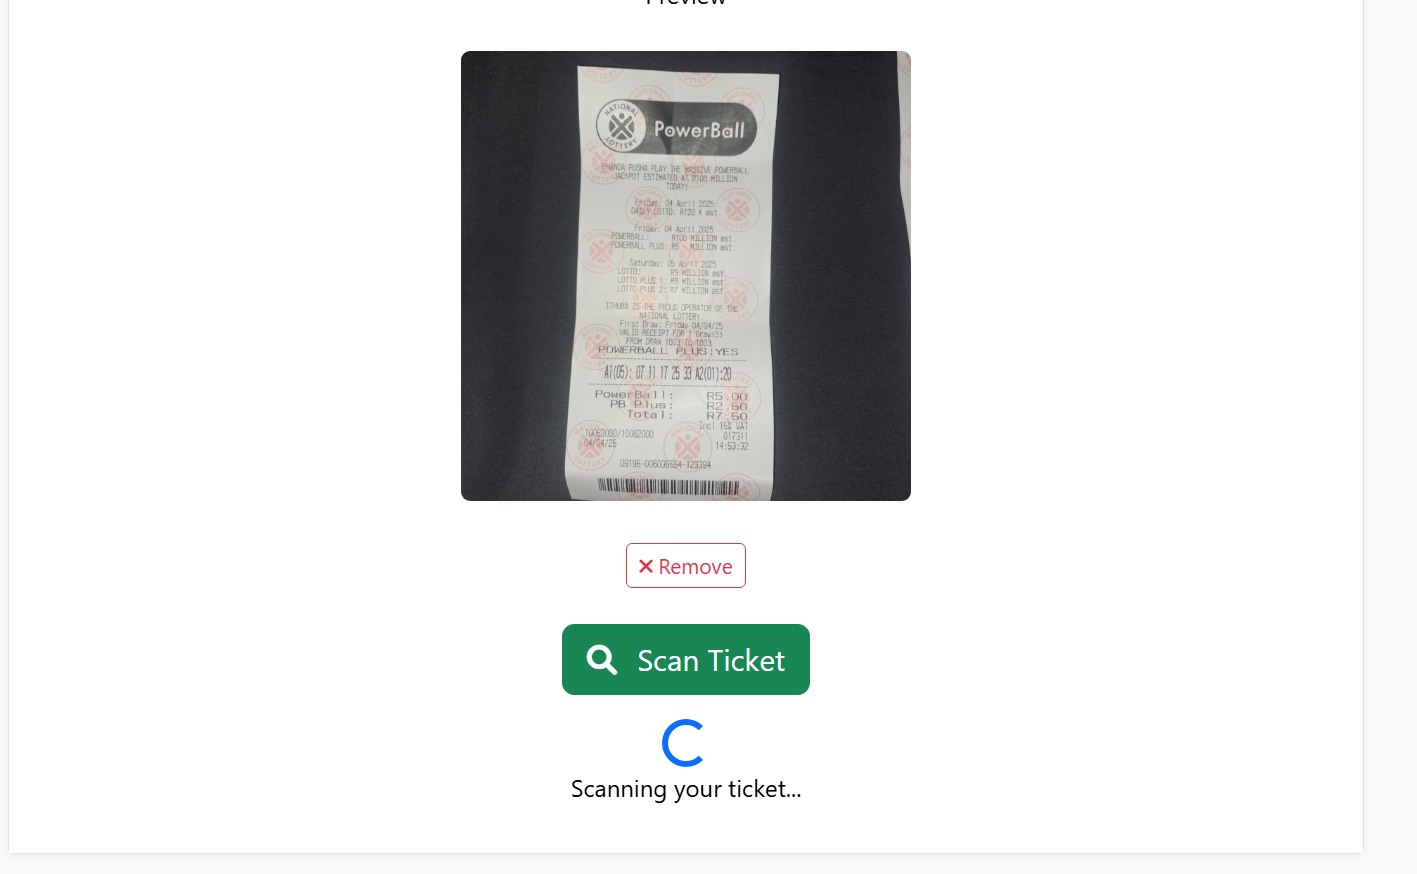 Preview
NATIONAL LOTTERY
PowerBall
PHANDA PUSHA PLAY THE MASSIVE POWERBALL
JACKPOT ESTIMATED AT R100 MILLION
TODAY!
Friday: 04 April 2025
DAILY LOTTO: R720 K est.
Friday: 04 April 2025
POWERBALL: R100 MILLION est.
POWERBALL PLUS: R5 MILLION est.
Saturday: 05 April 2025
LOTTO: R9 MILLION est.
LOTTO PLUS 1: R8 MILLION est.
LOTTO PLUS 2: R7 MILLION est.
ITHUBA IS THE PROUD OPERATOR OF THE
NATIONAL LOTTERY.
First Draw: Friday 04/04/25
VALID RECEIPT FOR 1 Draw(S)
FROM DRAW 1603 TO 1603
POWERBALL PLUS:YES
A1(05): 07 11 17 25 33 A2(01):20
PowerBall: R5.00
PB Plus: R2.50
Total: R7.50
Incl 15% VAT
10062000/10062000 017311
04/04/25 14:53:32
Remove
Scan Ticket
Scanning your ticket...